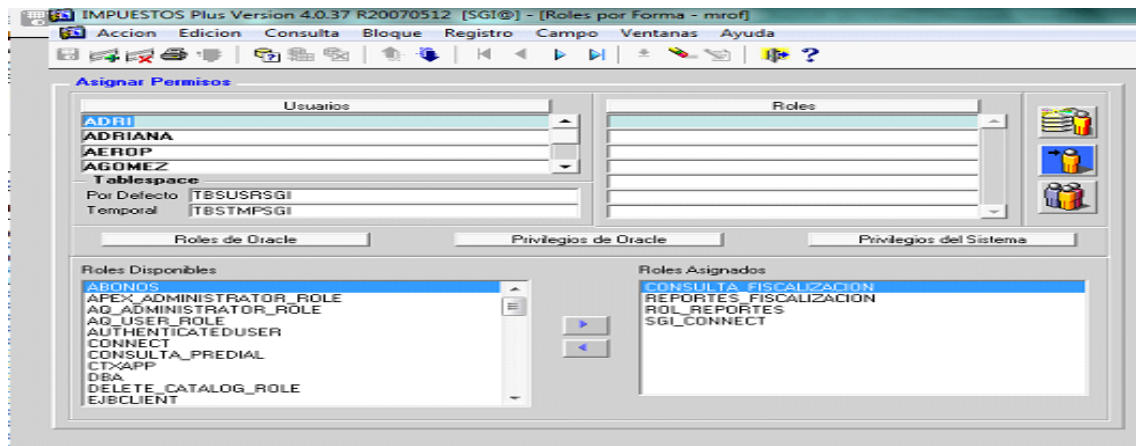 IMPUESTOS Plus Version 4.0.37 R20070512 [SGI®] - [Roles por Forma - mrof]
Accion Edicion Consulta Bloque Registro Campo Ventanas Ayuda
Asignar Permisos
Usuarios
ADRI
ADRIANA
AEROP
AGOMEZ
Roles
Tablespace
Por Defecto TBSUSRSGI
Temporal TBSTMPSGI
Roles de Oracle
Privilegios de Oracle
Privilegios del Sistema
Roles Disponibles
ABONOS
APEX_ADMINISTRATOR_ROLE
AQ_ADMINISTRATOR_ROLE
AQ_USER_ROLE
AUTHENTICATEDUSER
CONNECT
CONSULTA_PREDIAL
CTXAPP
DBA
DELETE_CATALOG_ROLE
EJBCLIENT
Roles Asignados
CONSULTA_FISCALIZACION
REPORTES_FISCALIZACION
ROL_REPORTES
SGI_CONNECT